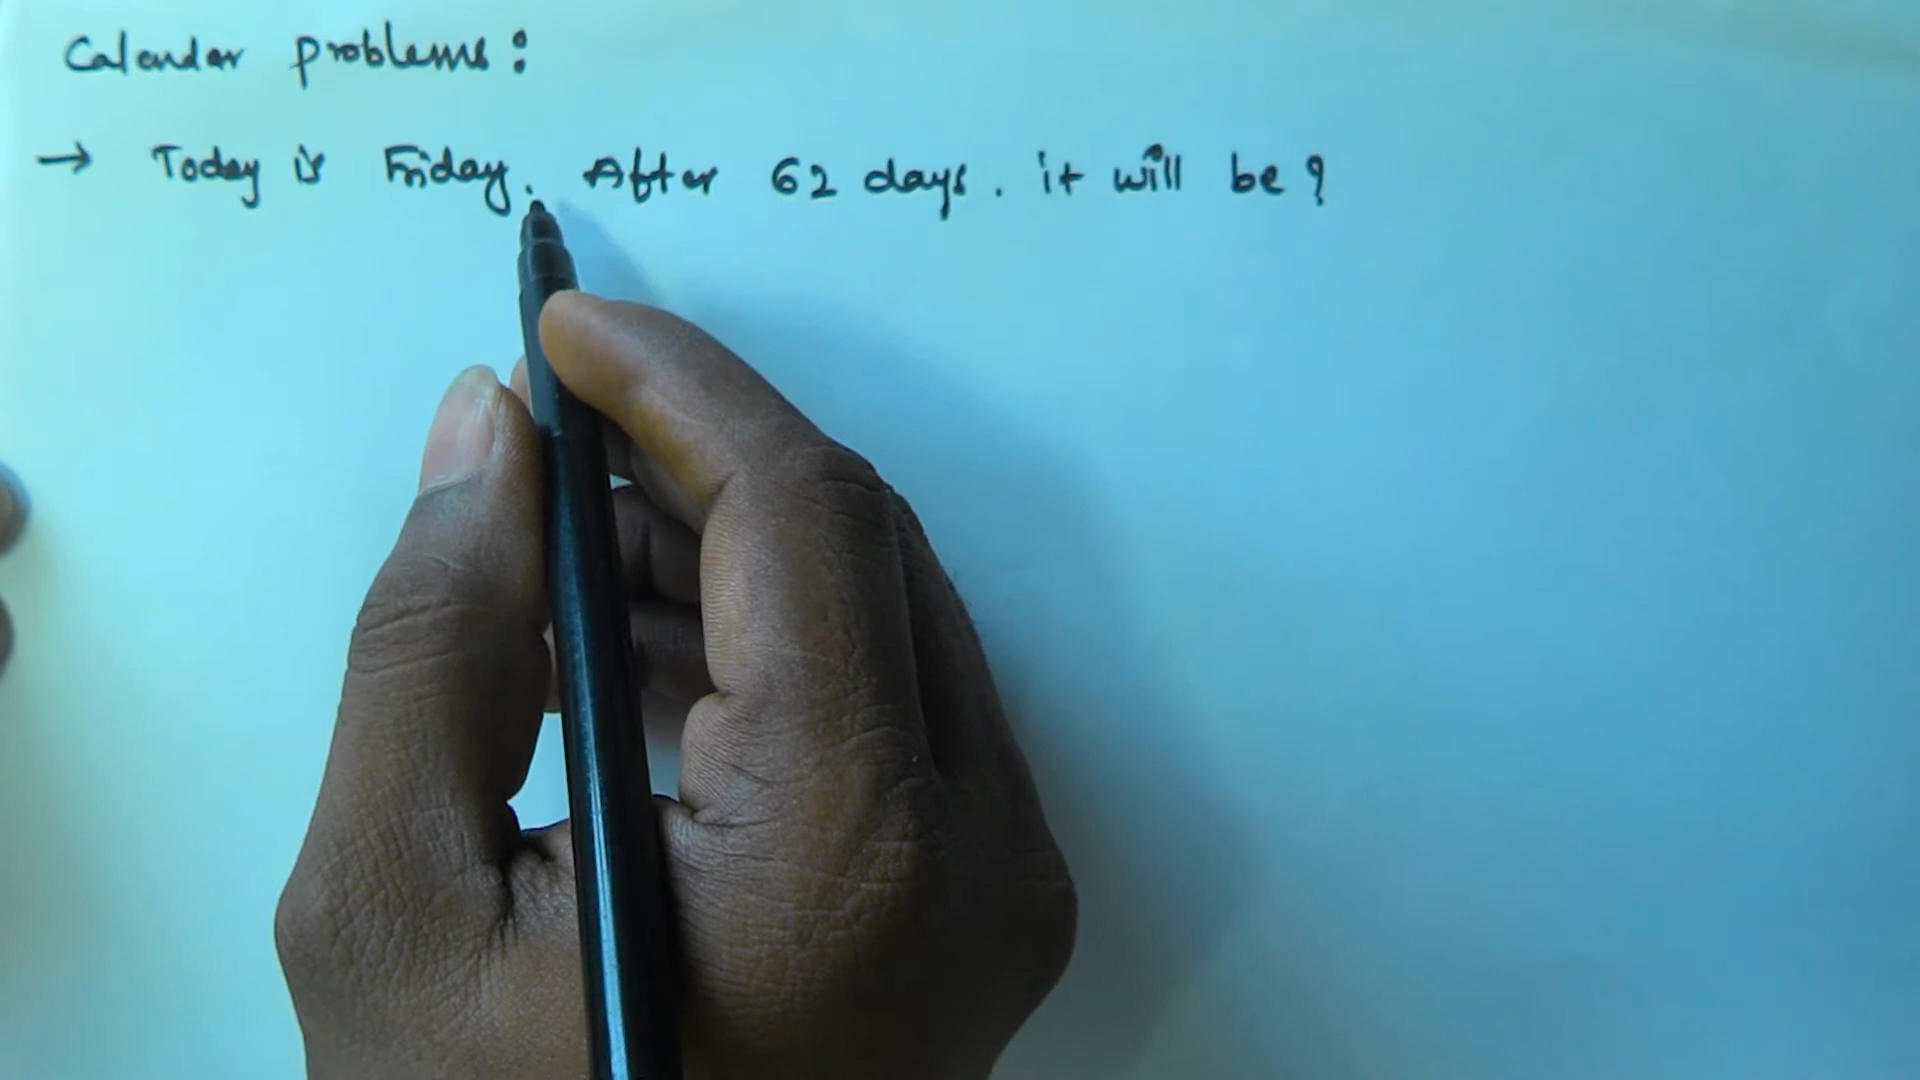 Calendar problems:
→ Today is Friday. After 62 days. it will be?